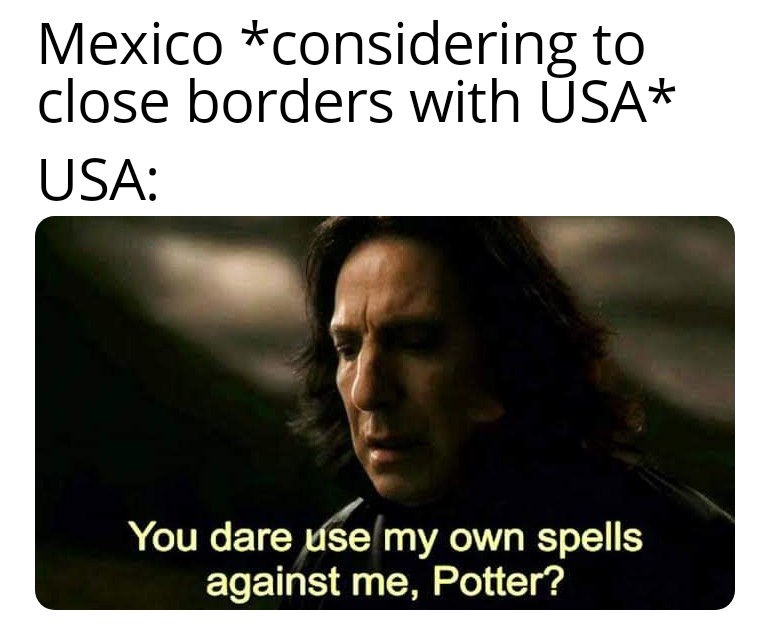 Mexico *considering to
close borders with USA*
USA:
You dare use my own spells
against me, Potter?